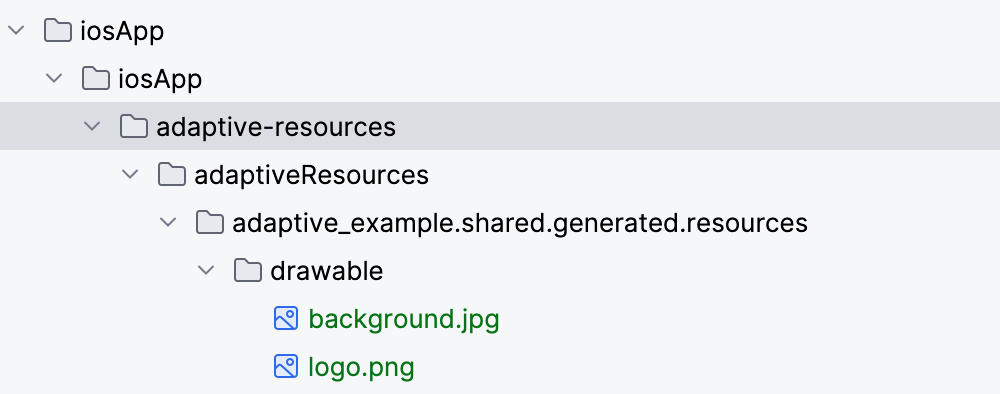 iosApp
iosApp
adaptive-resources
adaptiveResources
adaptive_example.shared.generated.resources
drawable
background.jpg
logo.png